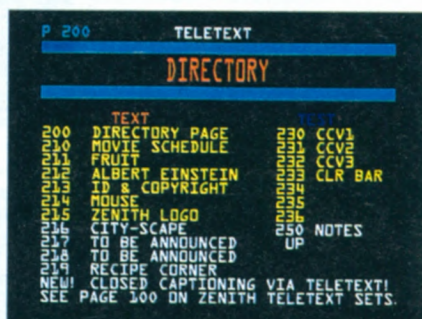 P 200 TELETEXT
DIRECTORY
TEXT TEST
200 DIRECTORY PAGE 230 CCV1
210 MOVIE SCHEDULE 231 CCV2
211 FRUIT 232 CCV3
212 ALBERT EINSTEIN 233 CLR BAR
213 ID & COPYRIGHT 234
214 MOUSE 235
215 ZENITH LOGO 236
216 CITY-SCAPE 250 NOTES
217 TO BE ANNOUNCED UP
218 TO BE ANNOUNCED
219 RECIPE CORNER
NEW! CLOSED CAPTIONING VIA TELETEXT!
SEE PAGE 100 ON ZENITH TELETEXT SETS.